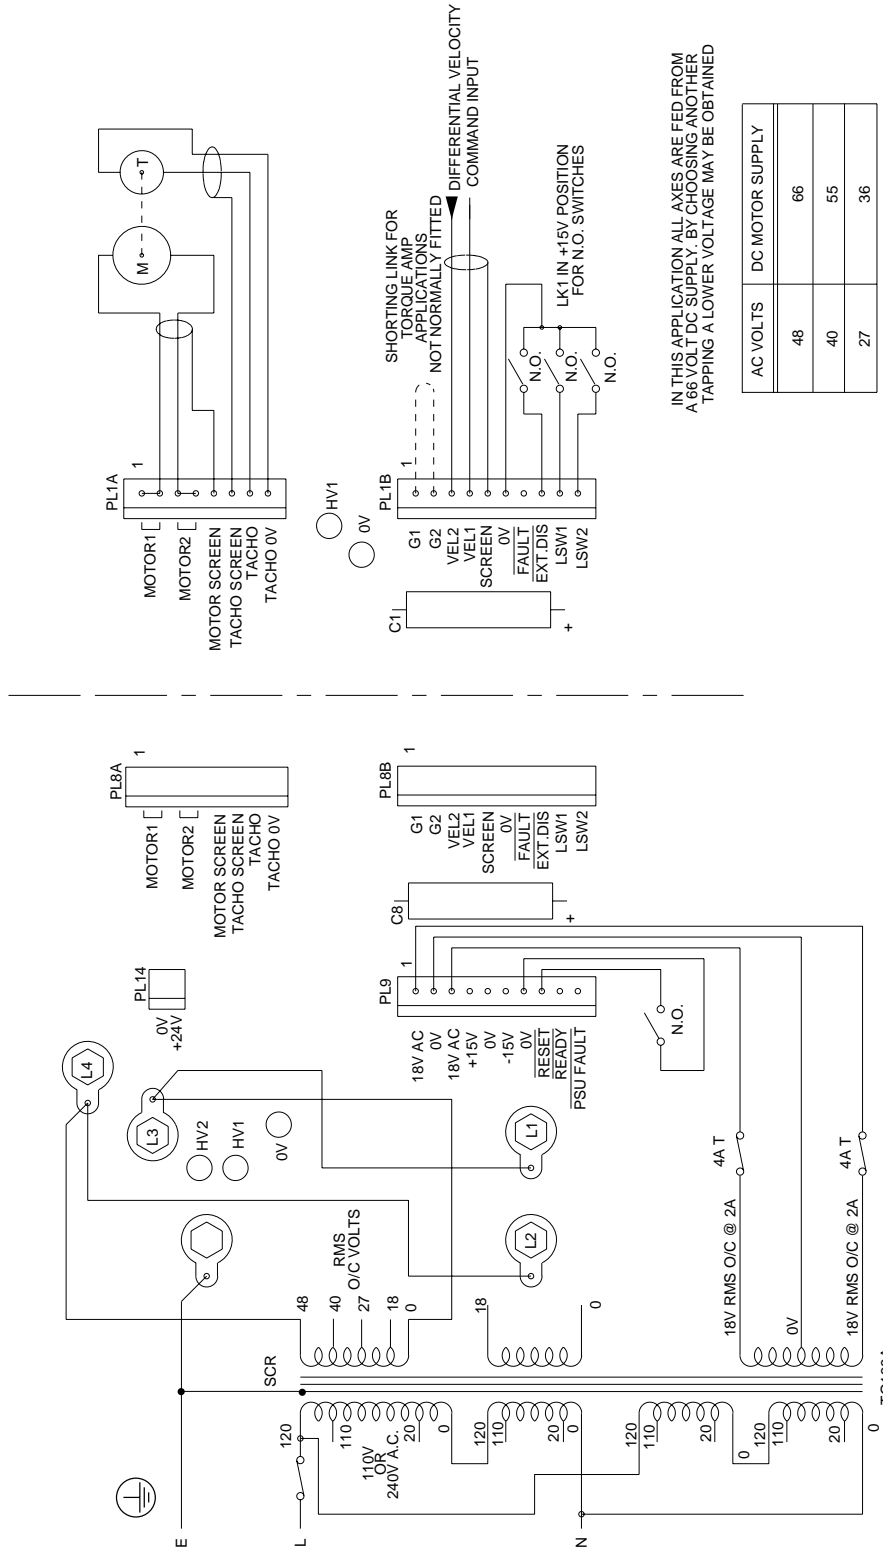 E
L
N
120
110
20
0
110V
OR
240V A.C.
120
110
20
0
120
110
20
0
120
110
20
0
SCR
48
40
27
18
0
RMS
O/C VOLTS
18
0
18V RMS O/C @ 2A
0V
18V RMS O/C @ 2A
4A T
4A T
L4
L3
HV2
HV1
0V
L2
L1
PL14
0V
+24V
PL9
1
18V AC
0V
18V AC
+15V
0V
-15V
0V
RESET
READY
PSU FAULT
N.O.
PL8A
1
MOTOR1
MOTOR2
MOTOR SCREEN
TACHO SCREEN
TACHO
TACHO 0V
C8
+
PL8B
1
G1
G2
VEL2
VEL1
SCREEN
0V
FAULT
EXT.DIS
LSW1
LSW2
PL1A
1
MOTOR1
MOTOR2
MOTOR SCREEN
TACHO SCREEN
TACHO
TACHO 0V
M
T
HV1
0V
C1
+
PL1B
1
G1
G2
VEL2
VEL1
SCREEN
0V
FAULT
EXT.DIS
LSW1
LSW2
SHORTING LINK FOR
TORQUE AMP
APPLICATIONS
NOT NORMALLY FITTED
DIFFERENTIAL VELOCITY
COMMAND INPUT
N.O.
N.O.
N.O.
LK1 IN +15V POSITION
FOR N.O. SWITCHES
IN THIS APPLICATION ALL AXES ARE FED FROM
A 66 VOLT DC SUPPLY. BY CHOOSING ANOTHER
TAPPING A LOWER VOLTAGE MAY BE OBTAINED
AC VOLTS DC MOTOR SUPPLY
48 66
40 55
27 36